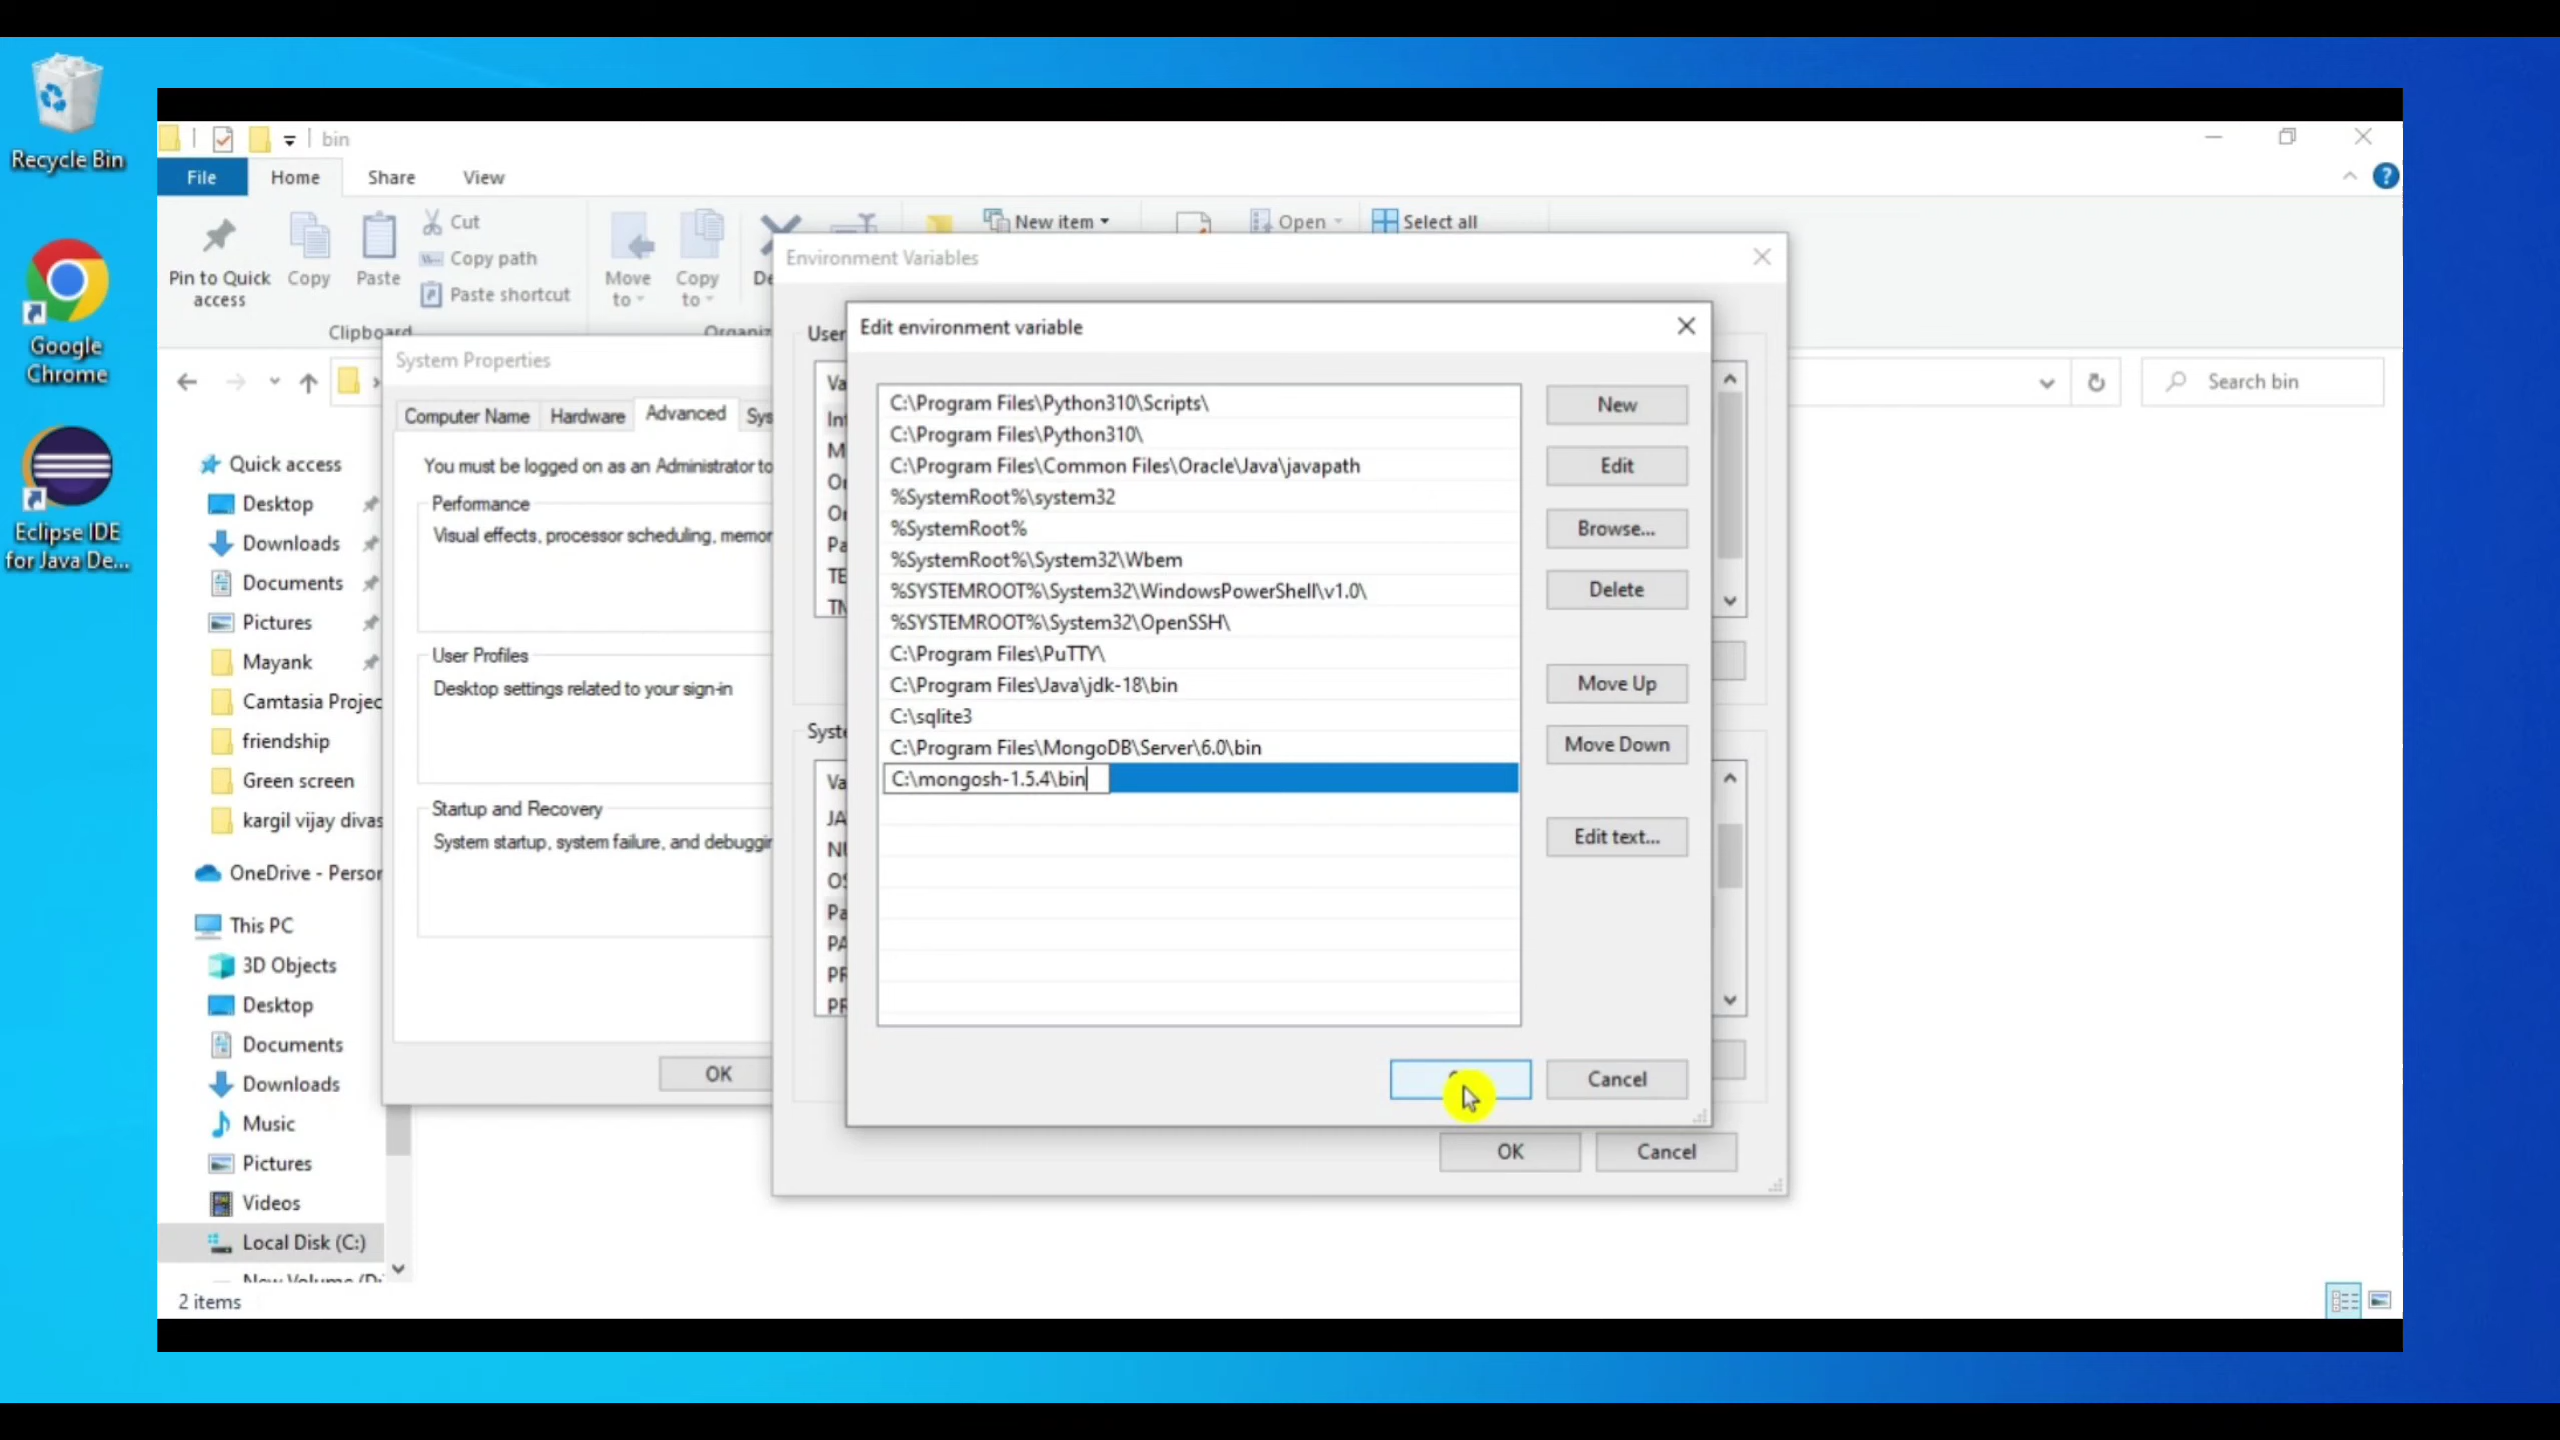 Recycle Bin
Google
Chrome
Eclipse IDE
for Java De...
bin
File
Home
Share
View
Pin to Quick
access
Copy
Paste
Cut
Copy path
Paste shortcut
Clipboard
Move
to
Copy
to
New item
Open
Select all
Search bin
Quick access
Desktop
Downloads
Documents
Pictures
Mayank
Camtasia Projec
friendship
Green screen
kargil vijay divas
OneDrive - Persor
This PC
3D Objects
Desktop
Documents
Downloads
Music
Pictures
Videos
Local Disk (C:)
2 items
System Properties
Computer Name
Hardware
Advanced
Sys
You must be logged on as an Administrator to
Performance
Visual effects, processor scheduling, memor
User Profiles
Desktop settings related to your sign-in
Startup and Recovery
System startup, system failure, and debuggin
OK
Environment Variables
User
Syste
OK
Cancel
Edit environment variable
C:\Program Files\Python310\Scripts\
C:\Program Files\Python310\
C:\Program Files\Common Files\Oracle\Java\javapath
%SystemRoot%\system32
%SystemRoot%
%SystemRoot%\System32\Wbem
%SYSTEMROOT%\System32\WindowsPowerShell\v1.0\
%SYSTEMROOT%\System32\OpenSSH\
C:\Program Files\PuTTY\
C:\Program Files\Java\jdk-18\bin
C:\sqlite3
C:\Program Files\MongoDB\Server\6.0\bin
C:\mongosh-1.5.4\bin
New
Edit
Browse...
Delete
Move Up
Move Down
Edit text...
Cancel